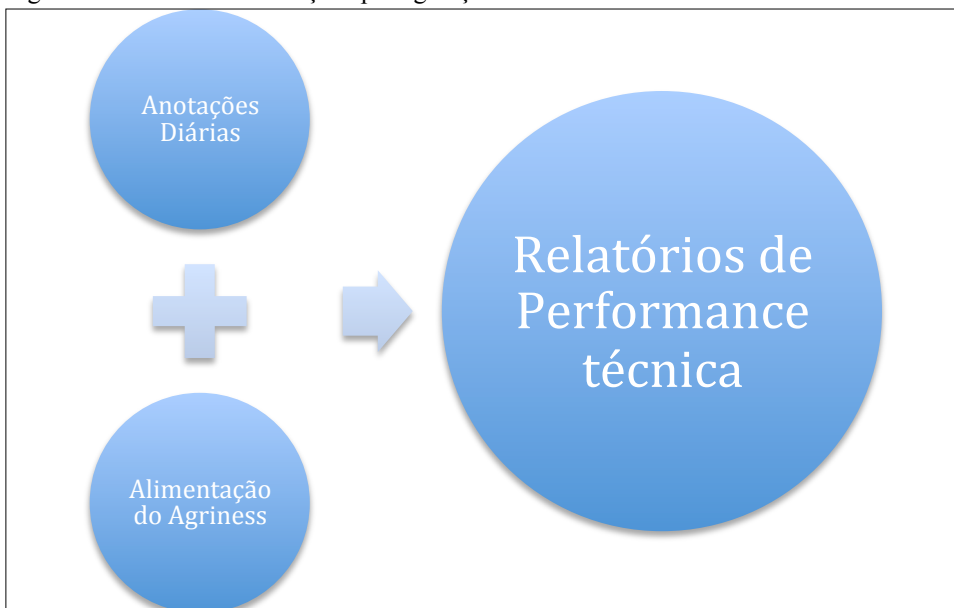 Anotações
Diárias
Relatórios de
Performance
técnica
Alimentação
do Agriness